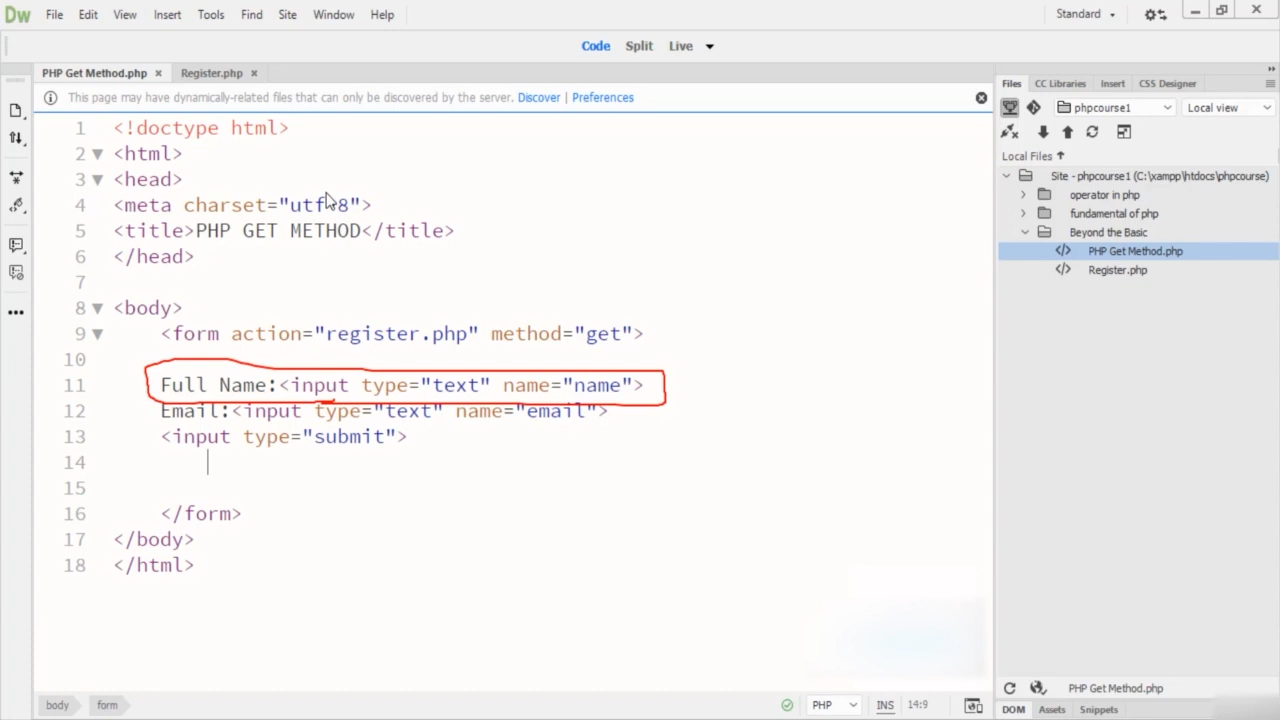 Dw File Edit View Insert Tools Find Site Window Help Standard
Code Split Live
PHP Get Method.php × Register.php ×
This page may have dynamically-related files that can only be discovered by the server. Discover | Preferences
1 <!doctype html>
2 <html>
3 <head>
4 <meta charset="utf-8">
5 <title>PHP GET METHOD</title>
6 </head>
7
8 <body>
9 <form action="register.php" method="get">
10
11 Full Name:<input type="text" name="name">
12 Email:<input type="text" name="email">
13 <input type="submit">
14
15
16 </form>
17 </body>
18 </html>
body form PHP INS 14:9
Files CC Libraries Insert CSS Designer
phpcourse1 Local view
Local Files
Site - phpcourse1 (C:\xampp\htdocs\phpcourse)
operator in php
fundamental of php
Beyond the Basic
PHP Get Method.php
Register.php
PHP Get Method.php
DOM Assets Snippets